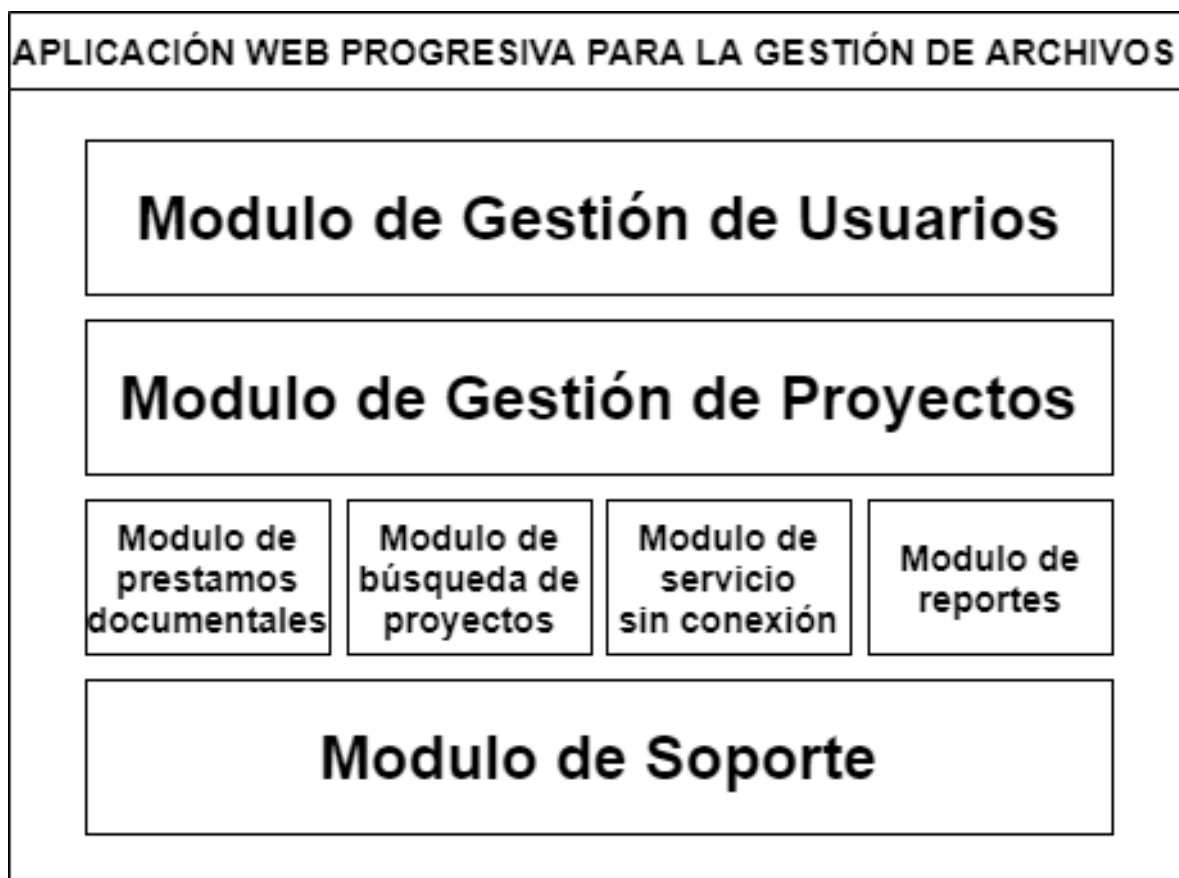 APLICACIÓN WEB PROGRESIVA PARA LA GESTIÓN DE ARCHIVOS
Modulo de Gestión de Usuarios
Modulo de Gestión de Proyectos
Modulo de
prestamos
documentales
Modulo de
búsqueda de
proyectos
Modulo de
servicio
sin conexión
Modulo de
reportes
Modulo de Soporte